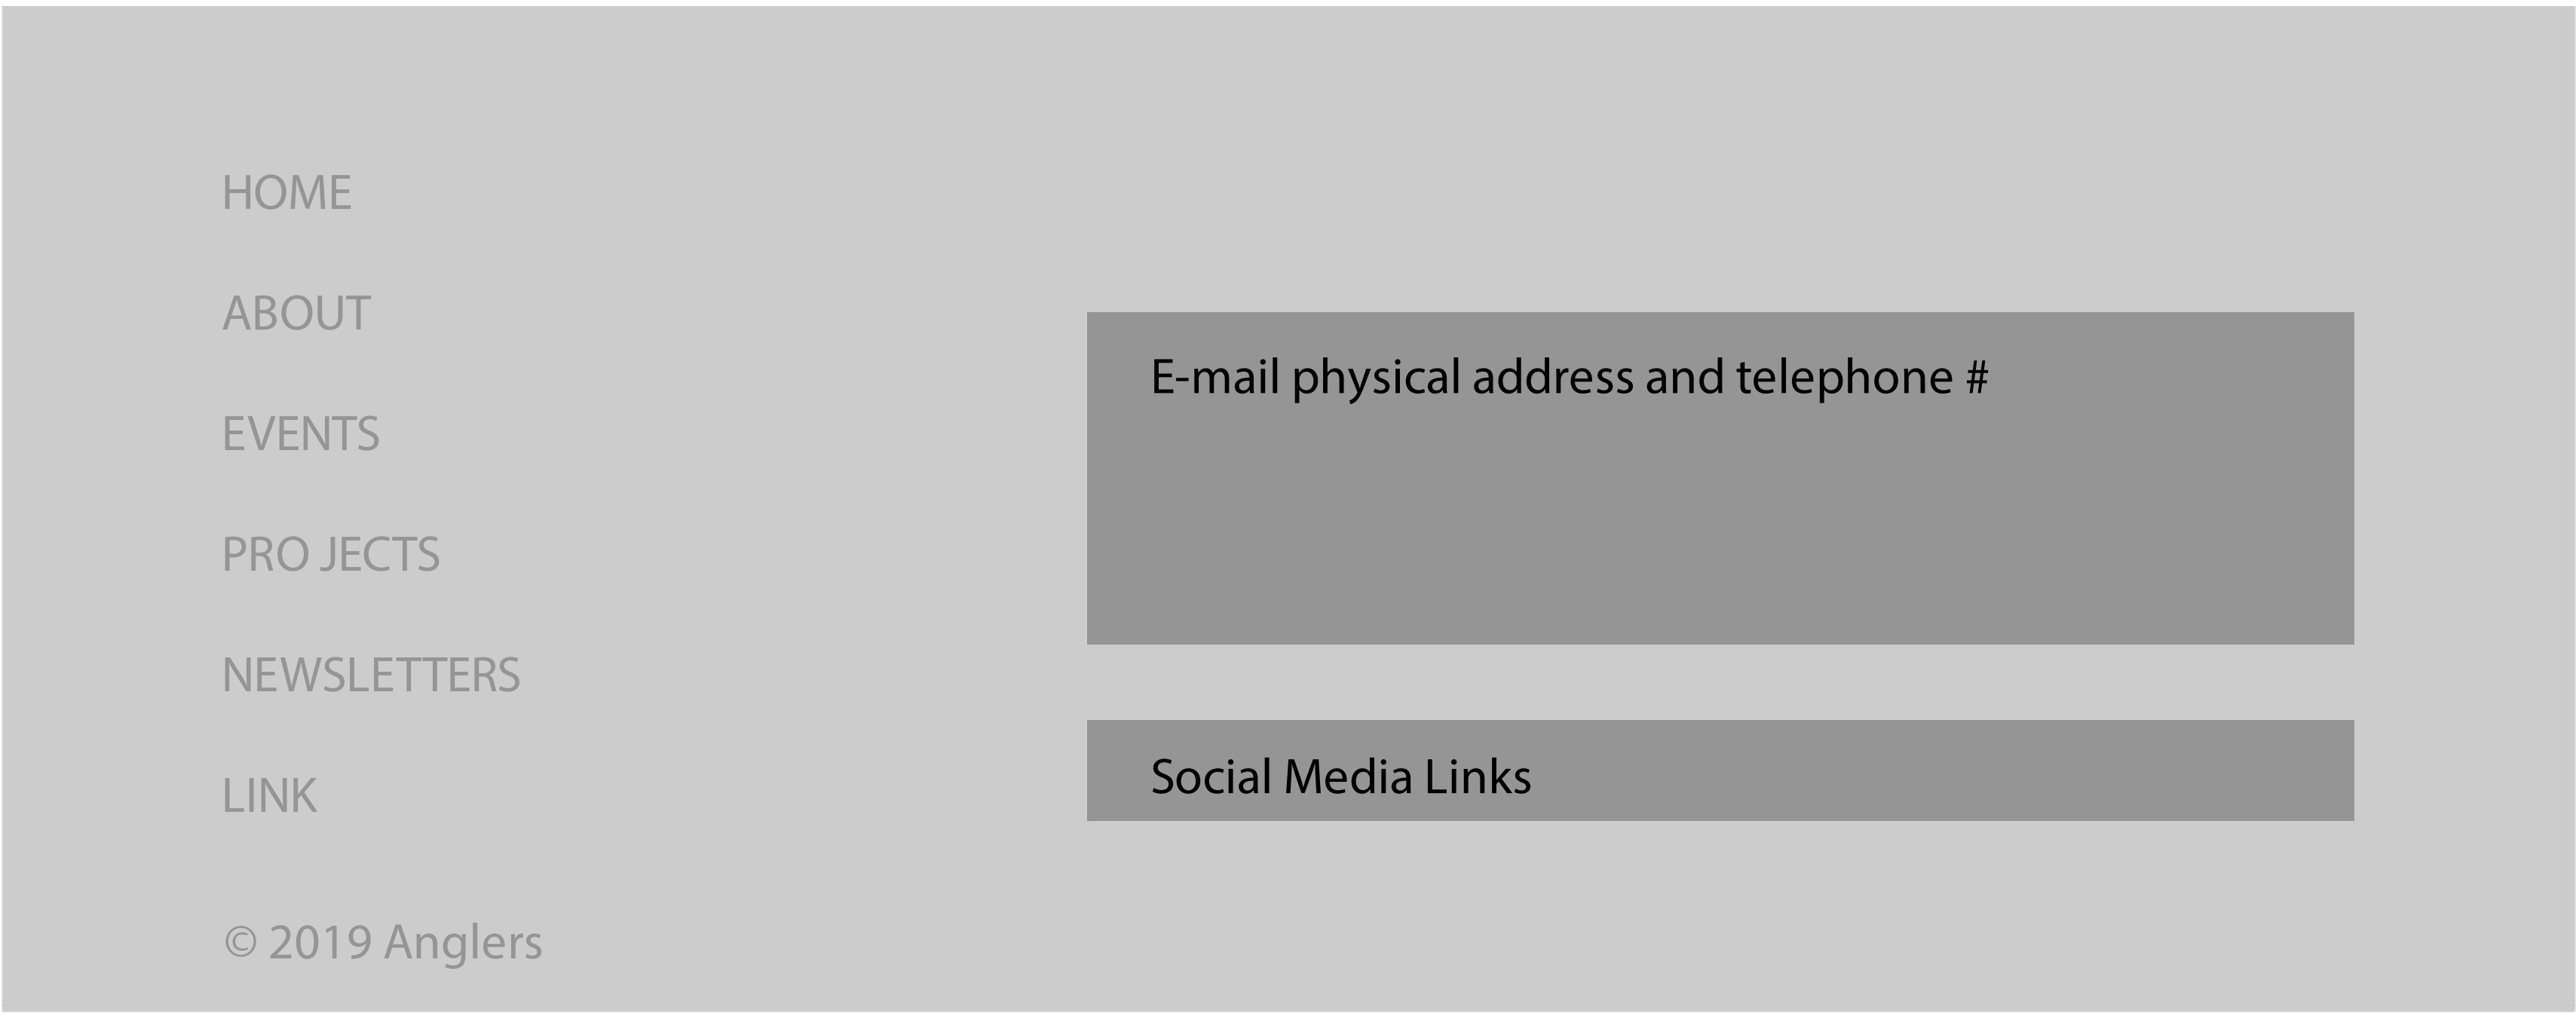 HOME
ABOUT
EVENTS
PRO JECTS
NEWSLETTERS
LINK
© 2019 Anglers
E-mail physical address and telephone #
Social Media Links